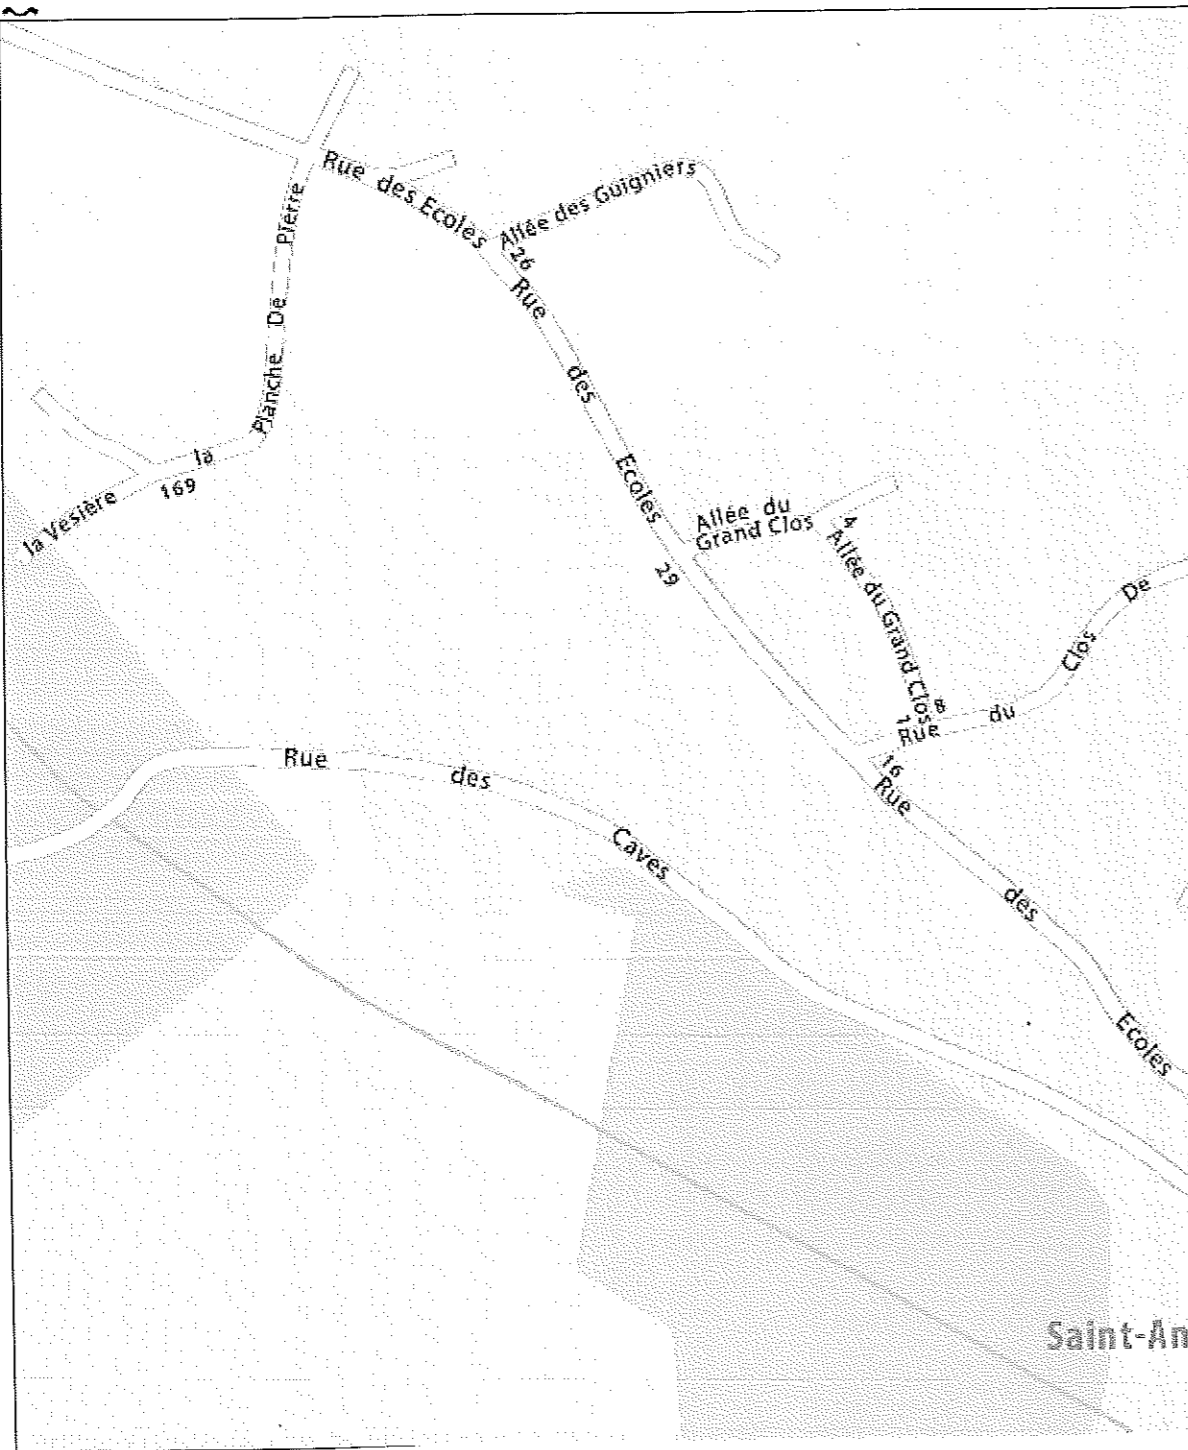 Rue des Ecoles
Allée des Guigniers
26
Planche De Pierre
Rue des Ecoles
la
169
la Vesière
Allée du
Grand Clos
4
29
Allée du Grand Close
De
Clos
8
du
7
Rue
16
Rue des Caves
Rue des Ecoles
Saint-An